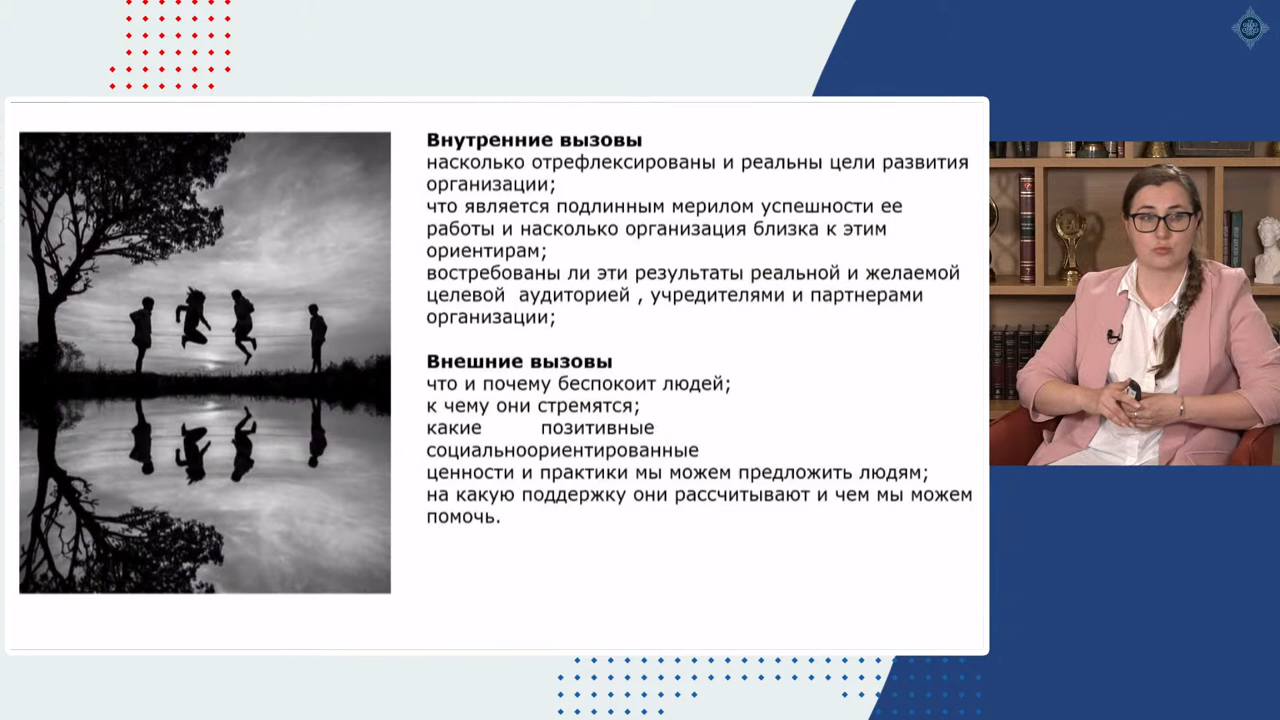 Внутренние вызовы
насколько отрефлексированы и реальны цели развития
организации;
что является подлинным мерилом успешности ее
работы и насколько организация близка к этим
ориентирам;
востребованы ли эти результаты реальной и желаемой
целевой аудиторией , учредителями и партнерами
организации;
Внешние вызовы
что и почему беспокоит людей;
к чему они стремятся;
какие позитивные
социальноориентированные
ценности и практики мы можем предложить людям;
на какую поддержку они рассчитывают и чем мы можем
помочь.